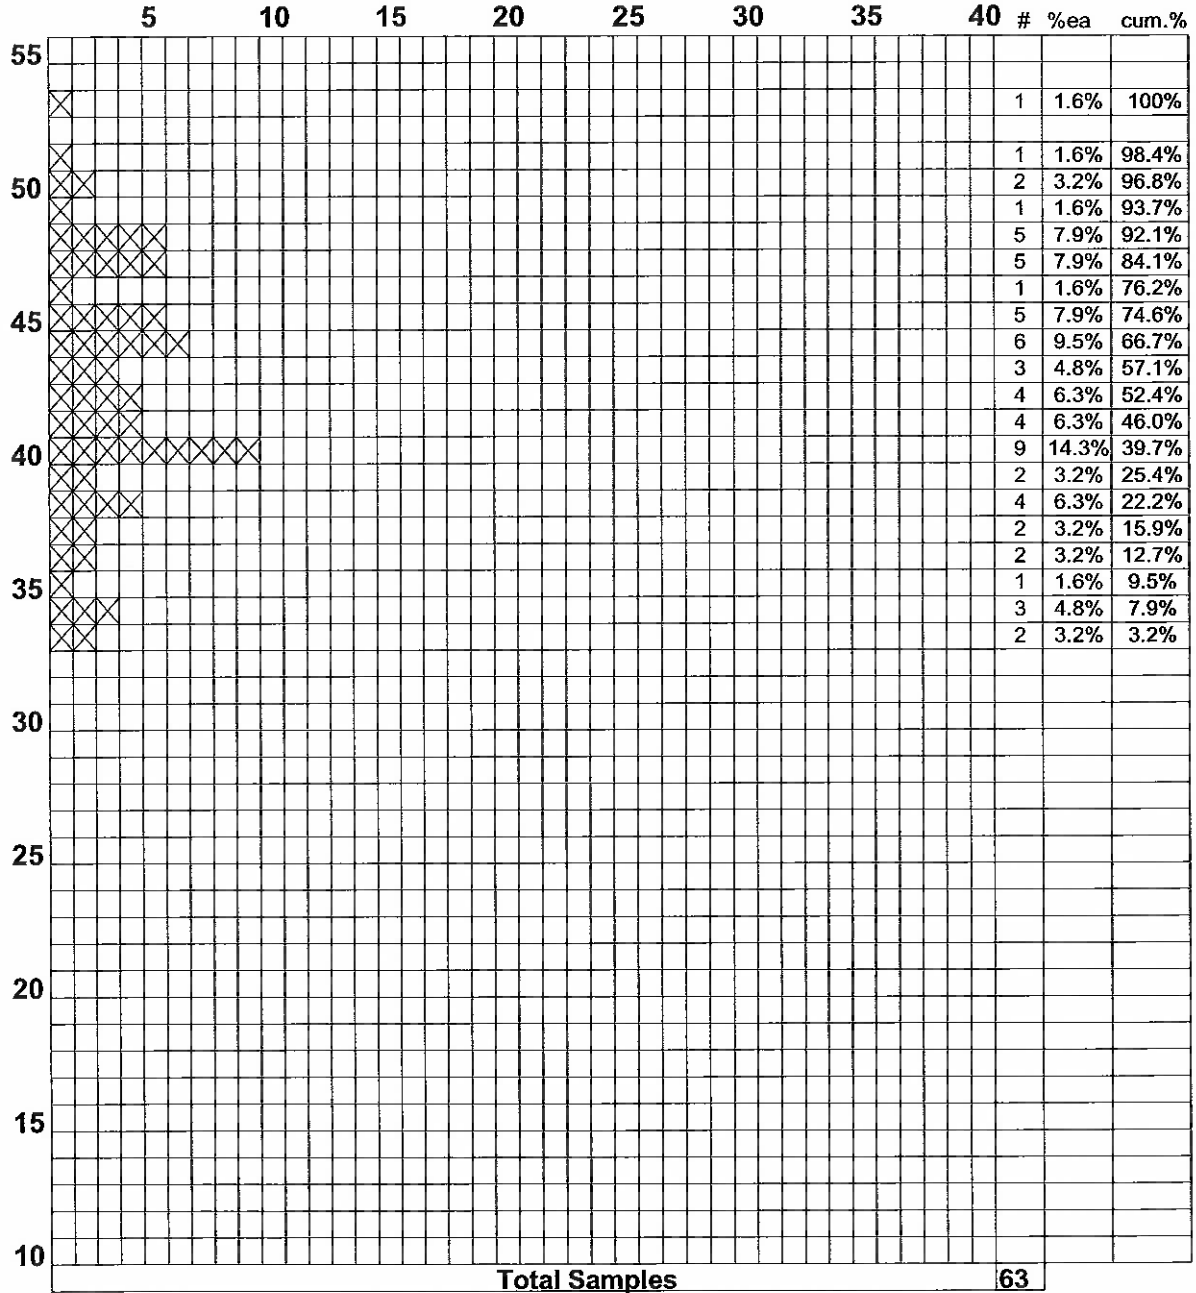 5 10 15 20 25 30 35 40 # %ea cum.%
55
1 1.6% 100%
1 1.6% 98.4%
50 2 3.2% 96.8%
1 1.6% 93.7%
5 7.9% 92.1%
5 7.9% 84.1%
1 1.6% 76.2%
45 5 7.9% 74.6%
6 9.5% 66.7%
3 4.8% 57.1%
4 6.3% 52.4%
4 6.3% 46.0%
40 9 14.3% 39.7%
2 3.2% 25.4%
4 6.3% 22.2%
2 3.2% 15.9%
2 3.2% 12.7%
35 1 1.6% 9.5%
3 4.8% 7.9%
2 3.2% 3.2%
30
25
20
15
10
Total Samples 63